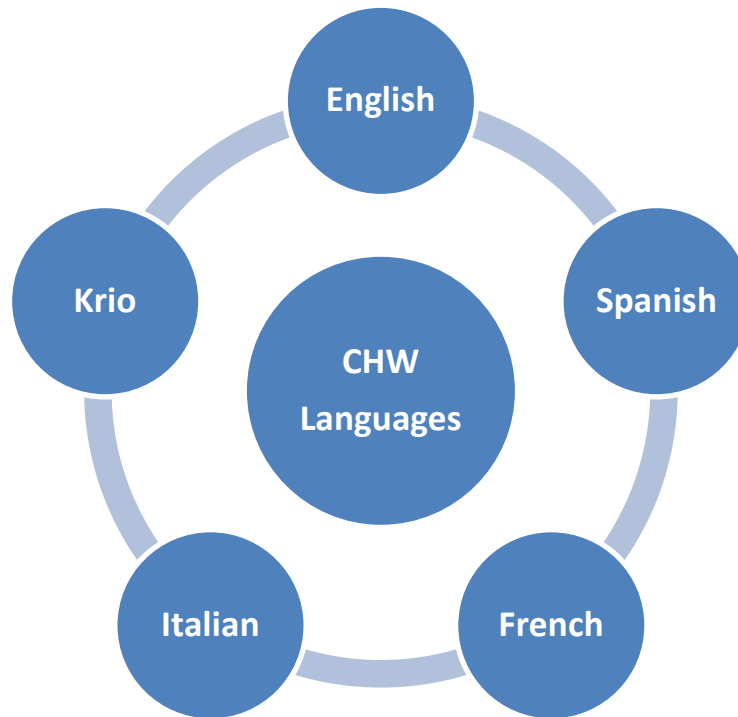 English
Spanish
French
Italian
Krio
CHW
Languages